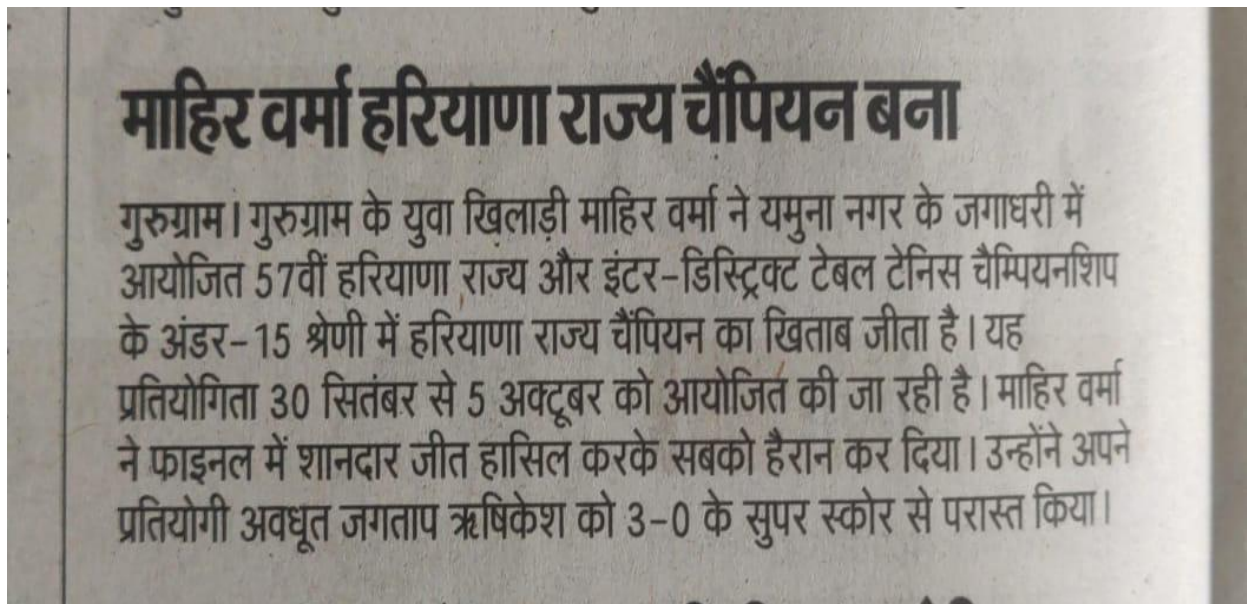 माहिर वर्मा हरियाणा राज्य चैंपियन बना
गुरुग्राम। गुरुग्राम के युवा खिलाड़ी माहिर वर्मा ने यमुना नगर के जगाधरी में
आयोजित 57वीं हरियाणा राज्य और इंटर-डिस्ट्रिक्ट टेबल टेनिस चैम्पियनशिप
के अंडर-15 श्रेणी में हरियाणा राज्य चैंपियन का खिताब जीता है। यह
प्रतियोगिता 30 सितंबर से 5 अक्टूबर को आयोजित की जा रही है। माहिर वर्मा
ने फाइनल में शानदार जीत हासिल करके सबको हैरान कर दिया। उन्होंने अपने
प्रतियोगी अवधूत जगताप ऋषिकेश को 3-0 के सुपर स्कोर से परास्त किया।